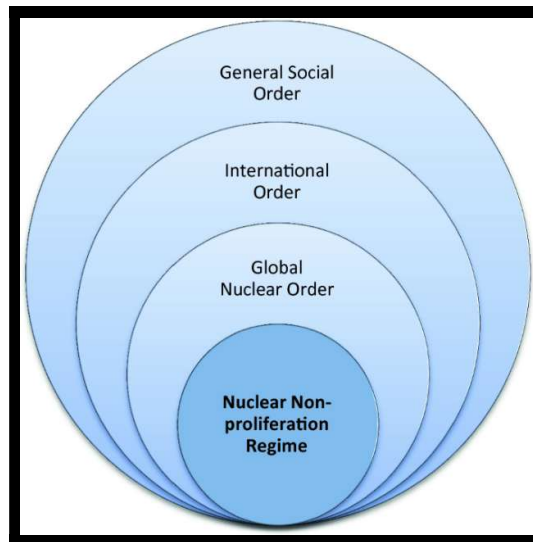 General Social
Order
International
Order
Global
Nuclear Order
Nuclear Non-
proliferation
Regime